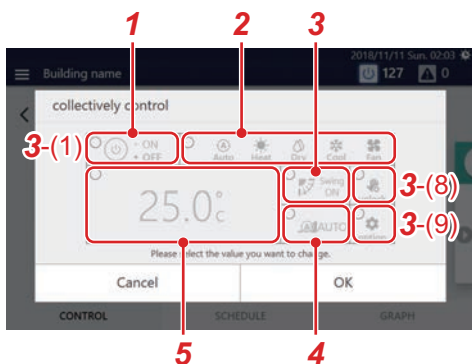 1 2 3
2018/11/11 Sun. 02:03
Building name 127 0
collectively control
3-(1) ON
OFF
Auto Heat Dry Cool Fan
Swing
ON
3-(8)
25.0°c
AUTO
3-(9)
Please select the value you want to change.
Cancel OK
CONTROL SCHEDULE GRAPH
5 4